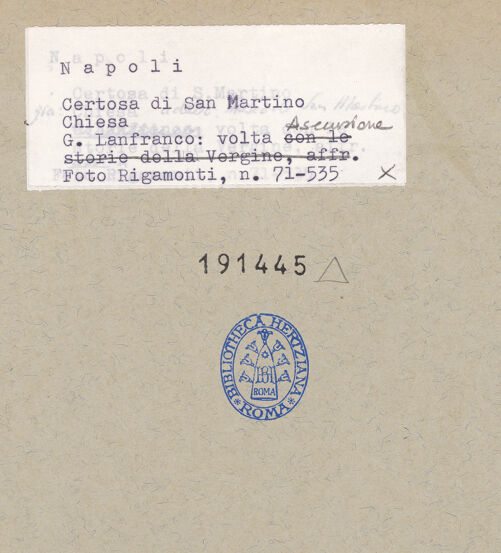 Napoli
Certosa di San Martino
Chiesa
Ascensione
G. Lanfranco: volta con le
storie della Vergine, affr.
Foto Rigamonti, n. 71-535 X
191445
BIBLIOTHECA HERTZIANA
ROMA
ROMA